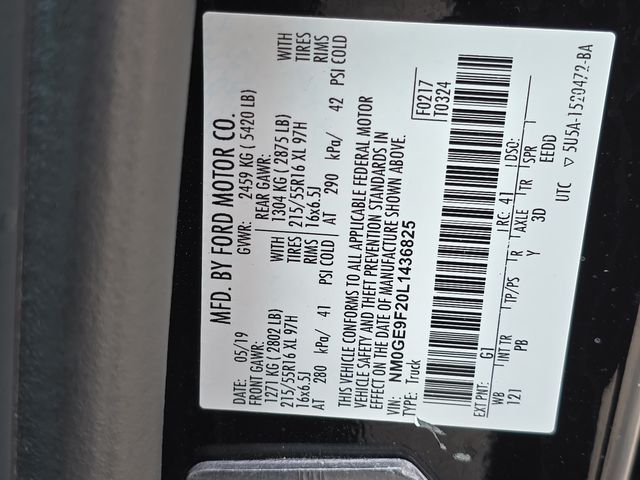 MFD. BY FORD MOTOR CO.
DATE: 05/19 GVWR: 2459 KG ( 5420 LB)
FRONT GAWR: REAR GAWR:
1271 KG ( 2802 LB) WITH 1304 KG ( 2875 LB) WITH
215/55R16 XL 97H TIRES 215/55R16 XL 97H TIRES
16x6.5J RIMS 16x6.5J RIMS
AT 280 kPa/ 41 PSI COLD AT 290 kPa/ 42 PSI COLD
THIS VEHICLE CONFORMS TO ALL APPLICABLE FEDERAL MOTOR
VEHICLE SAFETY AND THEFT PREVENTION STANDARDS IN
EFFECT ON THE DATE OF MANUFACTURE SHOWN ABOVE.
VIN: NM0GE9F20L1436825
TYPE: Truck
F0217
T0324
EXT PNT: G1 RC: 41 DSO:
WB INT TR TP/PS R AXLE TR SPR
121 PB Y 3D EEDD
UTC ▽ 5U5A-1520472-BA